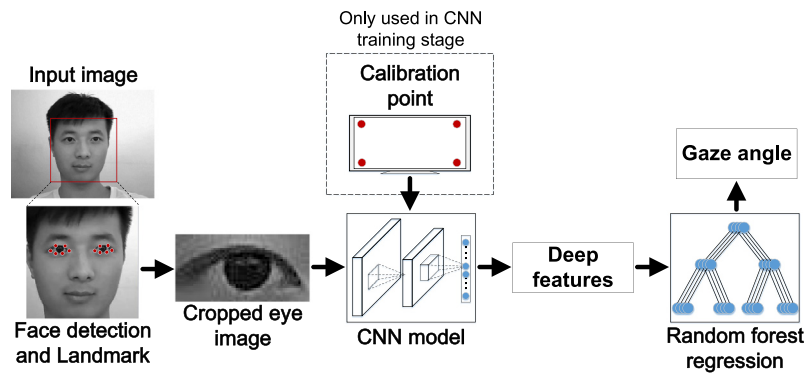 Only used in CNN
training stage
Input image
Calibration
point
Gaze angle
Deep
features
Face detection
and Landmark
Cropped eye
image
CNN model
Random forest
regression